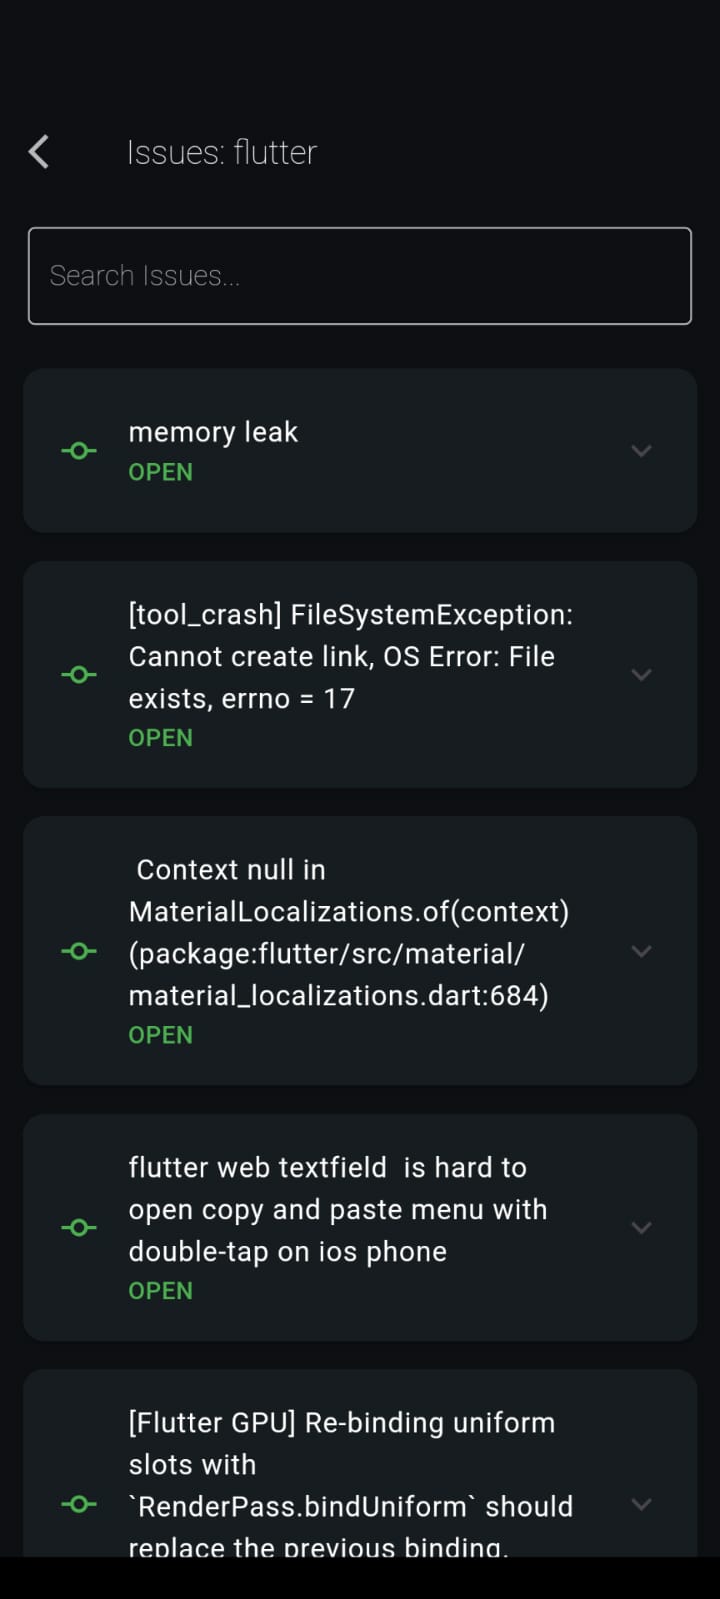 Issues: flutter
Search Issues...
memory leak
OPEN
[tool_crash] FileSystemException:
Cannot create link, OS Error: File
exists, errno = 17
OPEN
Context null in
MaterialLocalizations.of(context)
(package:flutter/src/material/
material_localizations.dart:684)
OPEN
flutter web textfield  is hard to
open copy and paste menu with
double-tap on ios phone
OPEN
[Flutter GPU] Re-binding uniform
slots with
`RenderPass.bindUniform` should
replace the previous binding.